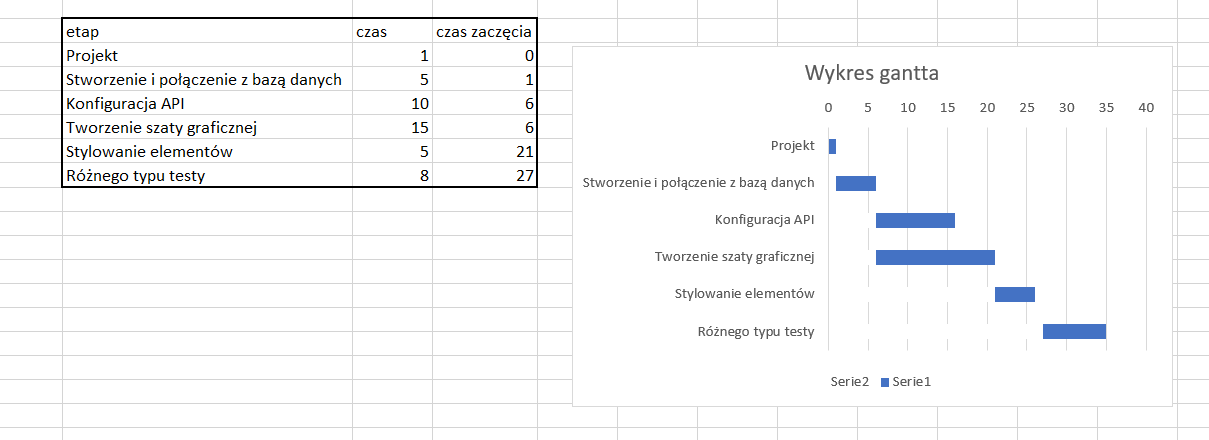 etap czas czas zaczęcia
Projekt 1 0
Stworzenie i połączenie z bazą danych 5 1
Konfiguracja API 10 6
Tworzenie szaty graficznej 15 6
Stylowanie elementów 5 21
Różnego typu testy 8 27
Wykres gantta
0 5 10 15 20 25 30 35 40
Projekt
Stworzenie i połączenie z bazą danych
Konfiguracja API
Tworzenie szaty graficznej
Stylowanie elementów
Różnego typu testy
Serie2 Serie1